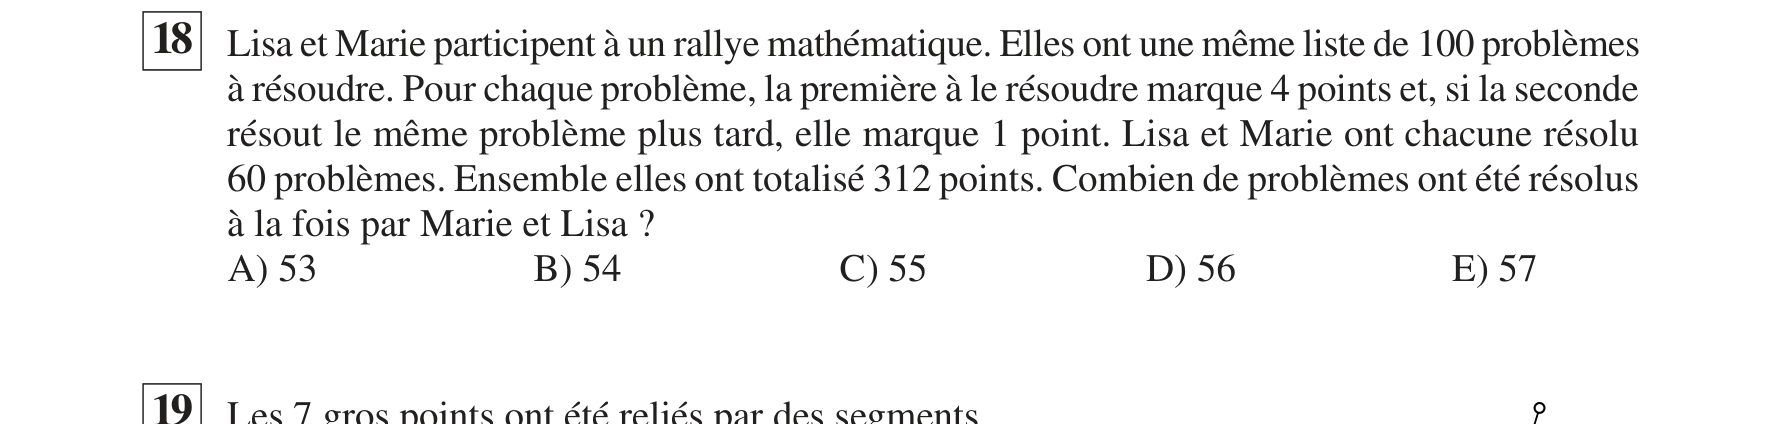 18 Lisa et Marie participent à un rallye mathématique. Elles ont une même liste de 100 problèmes
à résoudre. Pour chaque problème, la première à le résoudre marque 4 points et, si la seconde
résout le même problème plus tard, elle marque 1 point. Lisa et Marie ont chacune résolu
60 problèmes. Ensemble elles ont totalisé 312 points. Combien de problèmes ont été résolus
à la fois par Marie et Lisa ?
A) 53 B) 54 C) 55 D) 56 E) 57
19 Les 7 gros points ont été reliés par des segments